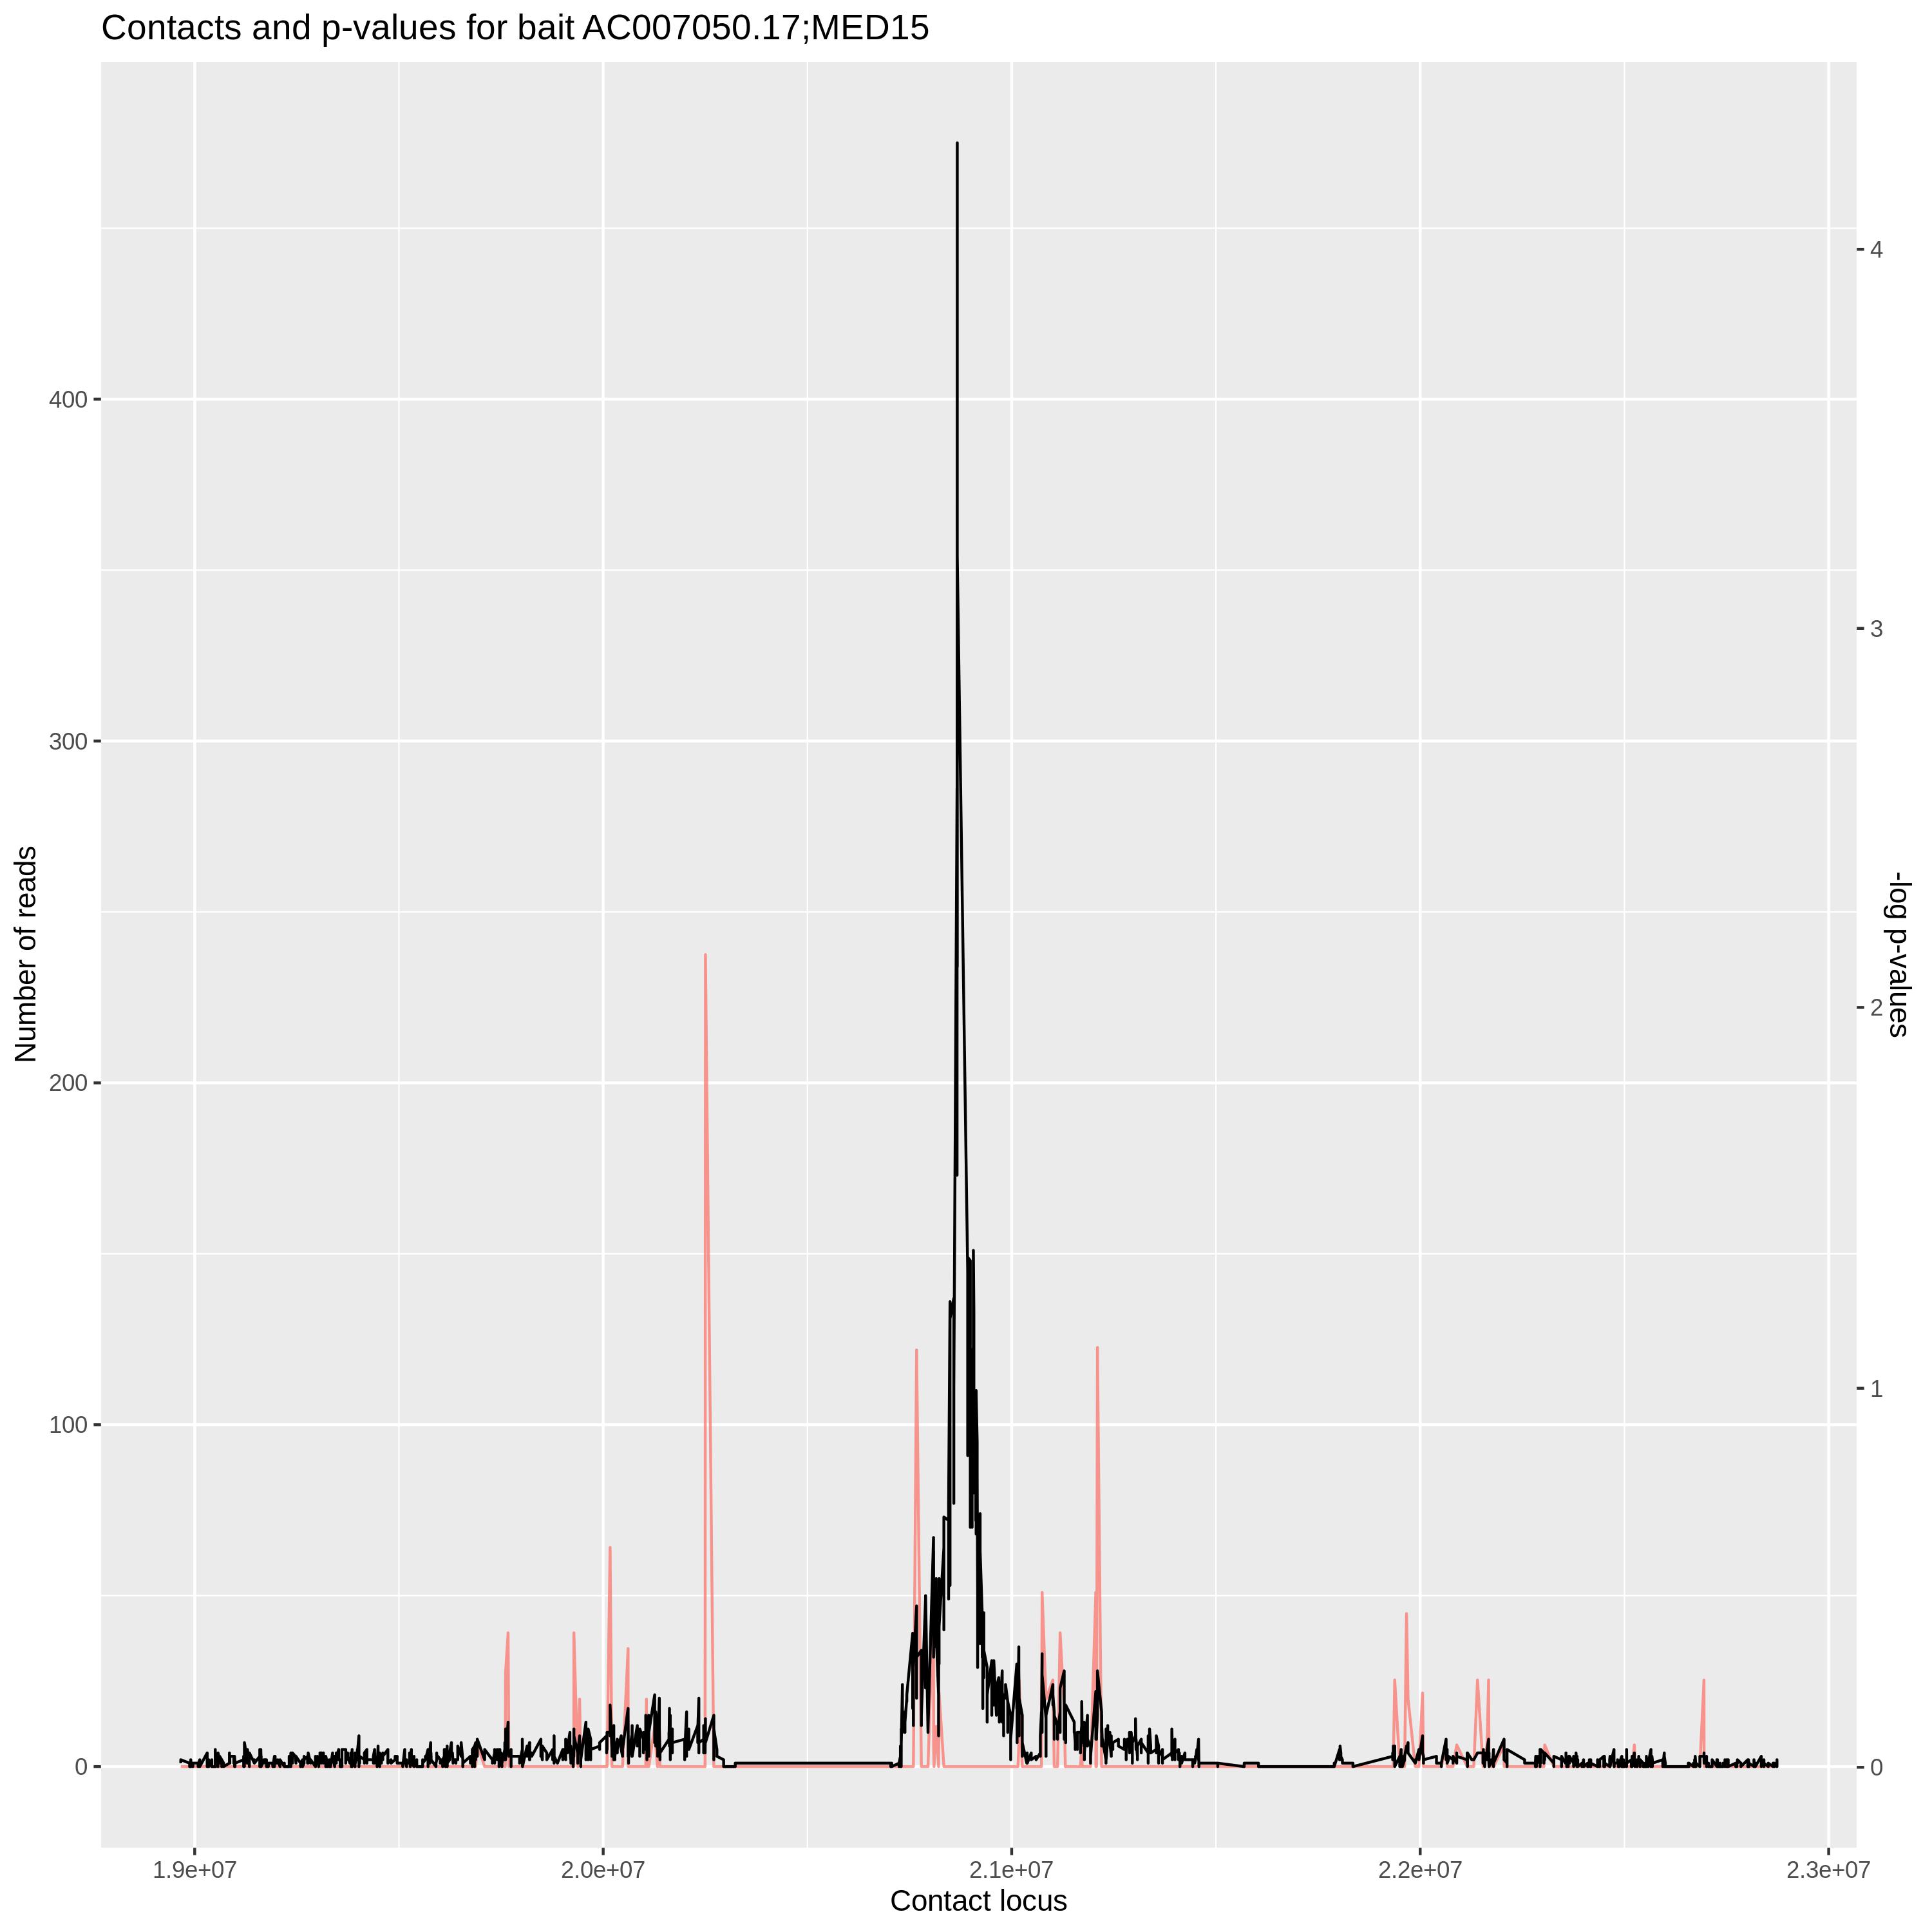 Contacts and p-values for bait AC007050.17;MED15
Number of reads
400
300
200
100
0
4
3
2
1
0
-log p-values
1.9e+07
2.0e+07
2.1e+07
2.2e+07
2.3e+07
Contact locus